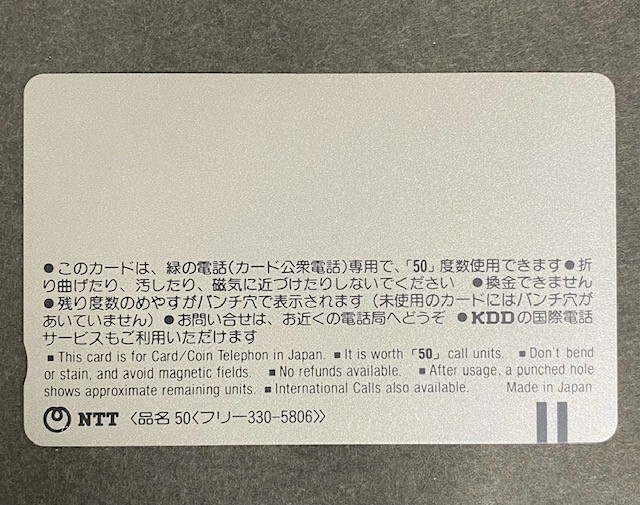 ●このカードは、緑の電話(カード公衆電話)専用で、「50」度数使用できます●折
り曲げたり、汚したり、磁気に近づけたりしないでください ●換金できません
●残り度数のめやすがパンチ穴で表示されます（未使用のカードにはパンチ穴が
あいていません）●お問い合せは、お近くの電話局へどうぞ ●KDDの国際電話
サービスもご利用いただけます
■ This card is for Card/Coin Telephon in Japan. ■ It is worth「50」call units. ■ Don't bend
or stain, and avoid magnetic fields. ■ No refunds available. ■ After usage, a punched hole
shows approximate remaining units. ■ International Calls also available. Made in Japan
NTT 〈品名 50〈フリー330-5806〉〉